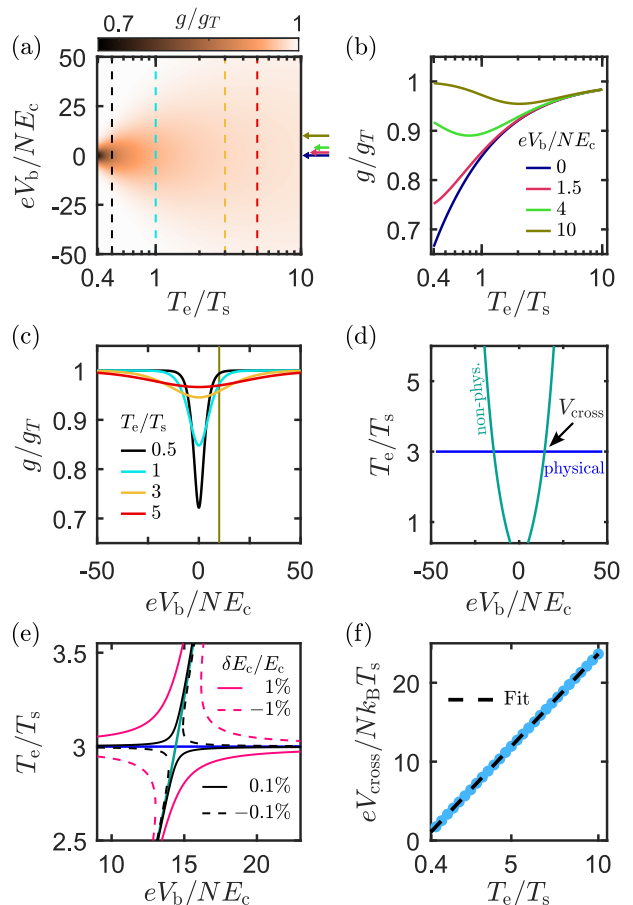 (a)
0.7
g/g_T
1
eV_b/NE_c
50
25
0
-25
-50
0.4
1
10
T_e/T_s
(b)
g/g_T
1
0.9
0.8
0.7
eV_b/NE_c
0
1.5
4
10
0.4
1
10
T_e/T_s
(c)
g/g_T
1
0.9
0.8
0.7
T_e/T_s
0.5
1
3
5
-50
0
50
eV_b/NE_c
(d)
T_e/T_s
5
3
1
non-phys.
V_cross
physical
-50
0
50
eV_b/NE_c
(e)
T_e/T_s
3.5
3
2.5
δE_c/E_c
1%
−1%
0.1%
−0.1%
10
15
20
eV_b/NE_c
(f)
eV_cross/Nk_BT_s
20
10
0
Fit
0.4
5
10
T_e/T_s